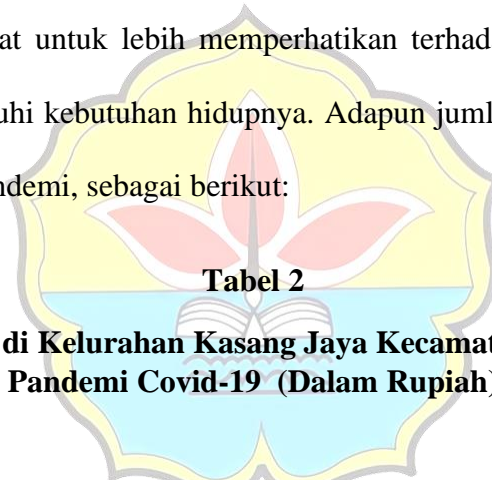 at untuk lebih memperhatikan terhad
uhi kebutuhan hidupnya. Adapun juml
ndemi, sebagai berikut:
Tabel 2
di Kelurahan Kasang Jaya Kecamat
Pandemi Covid-19 (Dalam Rupiah)